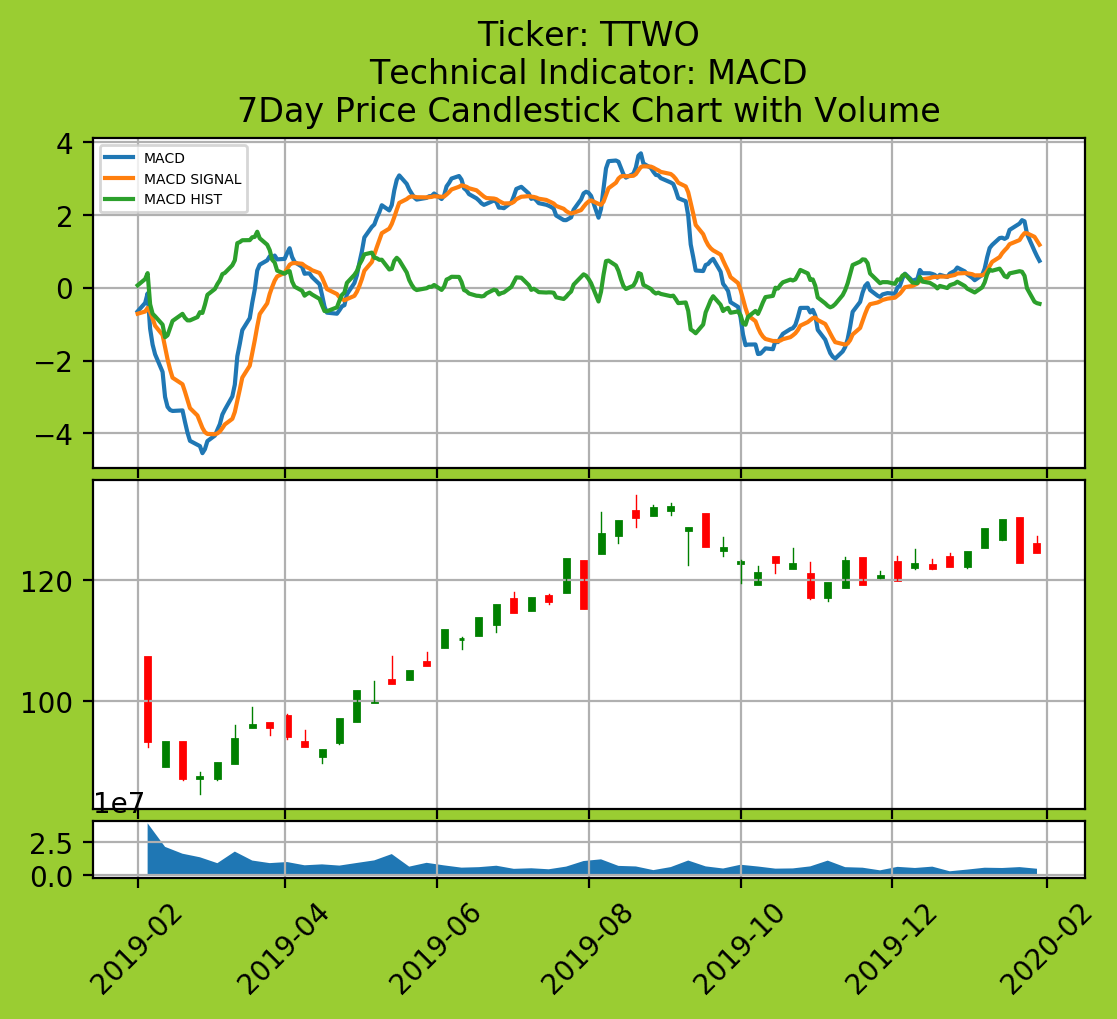 Ticker: TTWO
Technical Indicator: MACD
7Day Price Candlestick Chart with Volume
4
MACD
MACD SIGNAL
MACD HIST
2
0
−2
−4
120
100
1e7
2.5
0.0
2019-02
2019-04
2019-06
2019-08
2019-10
2019-12
2020-02